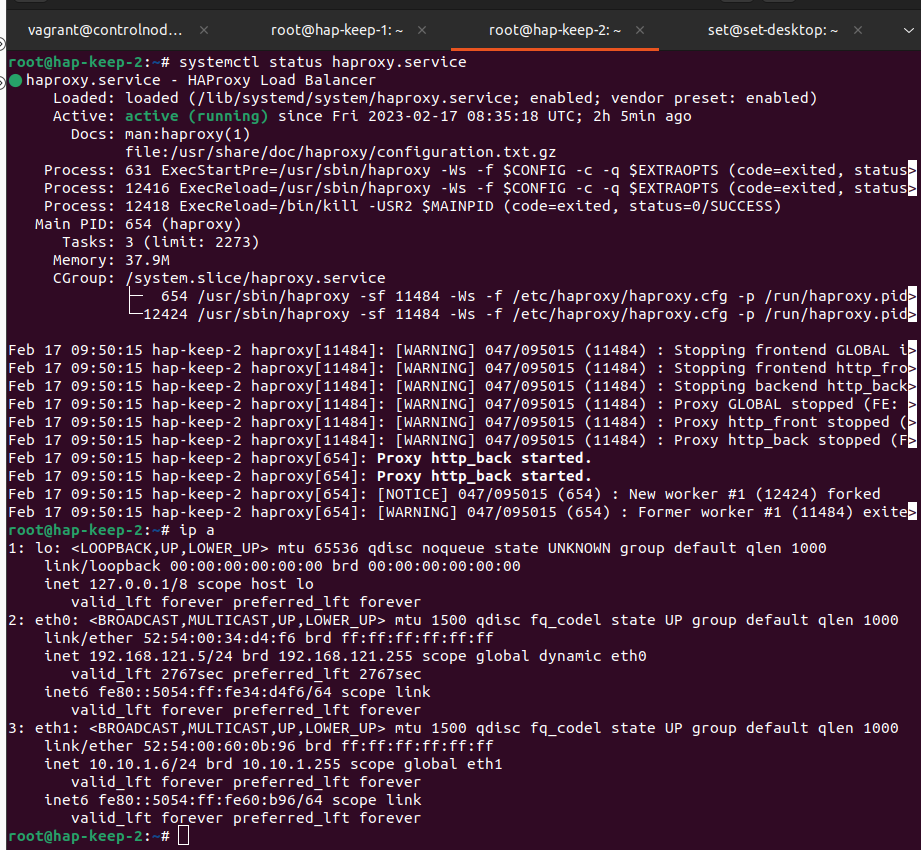 vagrant@controlnod...
root@hap-keep-1: ~
root@hap-keep-2: ~
set@set-desktop: ~
root@hap-keep-2:~# systemctl status haproxy.service
● haproxy.service - HAProxy Load Balancer
     Loaded: loaded (/lib/systemd/system/haproxy.service; enabled; vendor preset: enabled)
     Active: active (running) since Fri 2023-02-17 08:35:18 UTC; 2h 5min ago
       Docs: man:haproxy(1)
             file:/usr/share/doc/haproxy/configuration.txt.gz
    Process: 631 ExecStartPre=/usr/sbin/haproxy -Ws -f $CONFIG -c -q $EXTRAOPTS (code=exited, status>
    Process: 12416 ExecReload=/usr/sbin/haproxy -Ws -f $CONFIG -c -q $EXTRAOPTS (code=exited, status>
    Process: 12418 ExecReload=/bin/kill -USR2 $MAINPID (code=exited, status=0/SUCCESS)
   Main PID: 654 (haproxy)
      Tasks: 3 (limit: 2273)
     Memory: 37.9M
     CGroup: /system.slice/haproxy.service
             ├─  654 /usr/sbin/haproxy -sf 11484 -Ws -f /etc/haproxy/haproxy.cfg -p /run/haproxy.pid>
             └─12424 /usr/sbin/haproxy -sf 11484 -Ws -f /etc/haproxy/haproxy.cfg -p /run/haproxy.pid>
Feb 17 09:50:15 hap-keep-2 haproxy[11484]: [WARNING] 047/095015 (11484) : Stopping frontend GLOBAL i>
Feb 17 09:50:15 hap-keep-2 haproxy[11484]: [WARNING] 047/095015 (11484) : Stopping frontend http_fro>
Feb 17 09:50:15 hap-keep-2 haproxy[11484]: [WARNING] 047/095015 (11484) : Stopping backend http_back>
Feb 17 09:50:15 hap-keep-2 haproxy[11484]: [WARNING] 047/095015 (11484) : Proxy GLOBAL stopped (FE: >
Feb 17 09:50:15 hap-keep-2 haproxy[11484]: [WARNING] 047/095015 (11484) : Proxy http_front stopped (>
Feb 17 09:50:15 hap-keep-2 haproxy[11484]: [WARNING] 047/095015 (11484) : Proxy http_back stopped (F>
Feb 17 09:50:15 hap-keep-2 haproxy[654]: Proxy http_back started.
Feb 17 09:50:15 hap-keep-2 haproxy[654]: Proxy http_back started.
Feb 17 09:50:15 hap-keep-2 haproxy[654]: [NOTICE] 047/095015 (654) : New worker #1 (12424) forked
Feb 17 09:50:15 hap-keep-2 haproxy[654]: [WARNING] 047/095015 (654) : Former worker #1 (11484) exite>
root@hap-keep-2:~# ip a
1: lo: <LOOPBACK,UP,LOWER_UP> mtu 65536 qdisc noqueue state UNKNOWN group default qlen 1000
    link/loopback 00:00:00:00:00:00 brd 00:00:00:00:00:00
    inet 127.0.0.1/8 scope host lo
       valid_lft forever preferred_lft forever
2: eth0: <BROADCAST,MULTICAST,UP,LOWER_UP> mtu 1500 qdisc fq_codel state UP group default qlen 1000
    link/ether 52:54:00:34:d4:f6 brd ff:ff:ff:ff:ff:ff
    inet 192.168.121.5/24 brd 192.168.121.255 scope global dynamic eth0
       valid_lft 2767sec preferred_lft 2767sec
    inet6 fe80::5054:ff:fe34:d4f6/64 scope link
       valid_lft forever preferred_lft forever
3: eth1: <BROADCAST,MULTICAST,UP,LOWER_UP> mtu 1500 qdisc fq_codel state UP group default qlen 1000
    link/ether 52:54:00:60:0b:96 brd ff:ff:ff:ff:ff:ff
    inet 10.10.1.6/24 brd 10.10.1.255 scope global eth1
       valid_lft forever preferred_lft forever
    inet6 fe80::5054:ff:fe60:b96/64 scope link
       valid_lft forever preferred_lft forever
root@hap-keep-2:~#